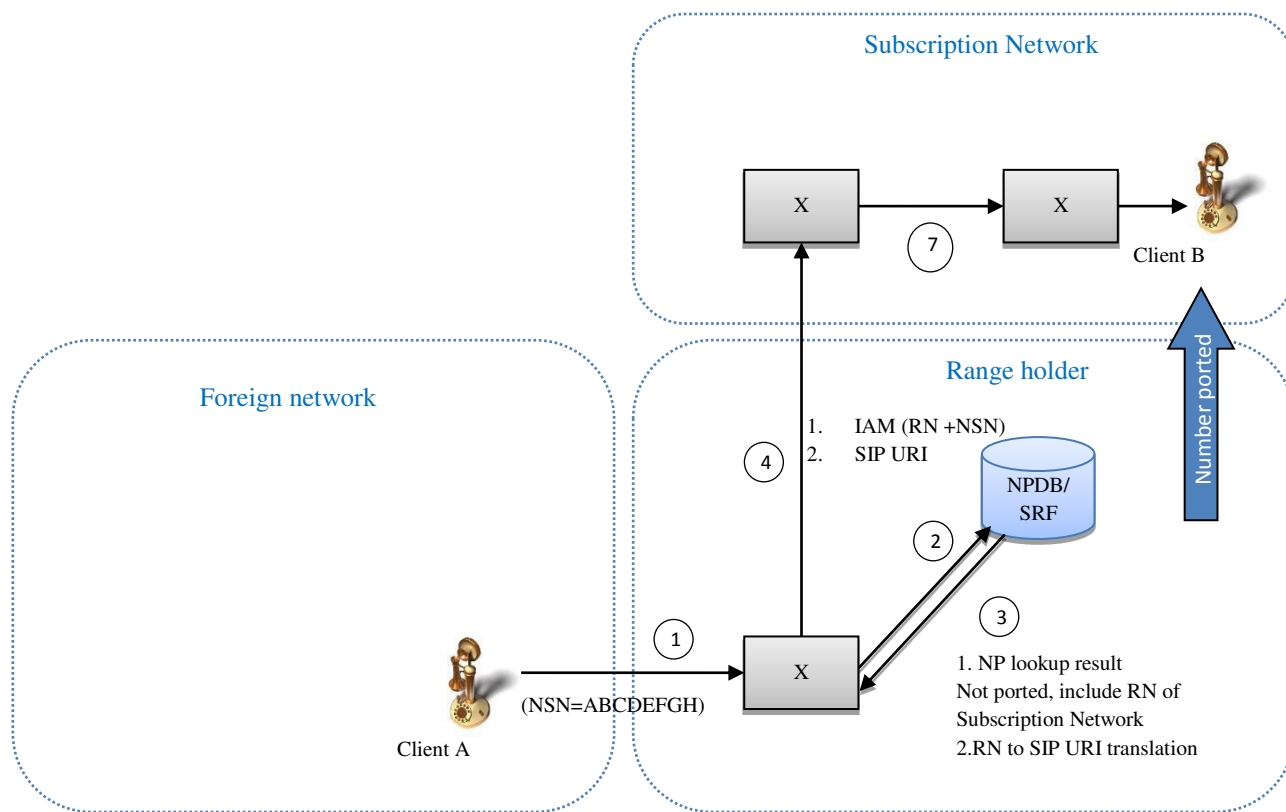 Subscription Network
X
X
7
Client B
Number ported
Foreign network
Range holder
1. IAM (RN +NSN)
2. SIP URI
4
NPDB/
SRF
2
3
1
X
(NSN=ABCDEFGH)
Client A
1. NP lookup result
Not ported, include RN of
Subscription Network
2.RN to SIP URI translation